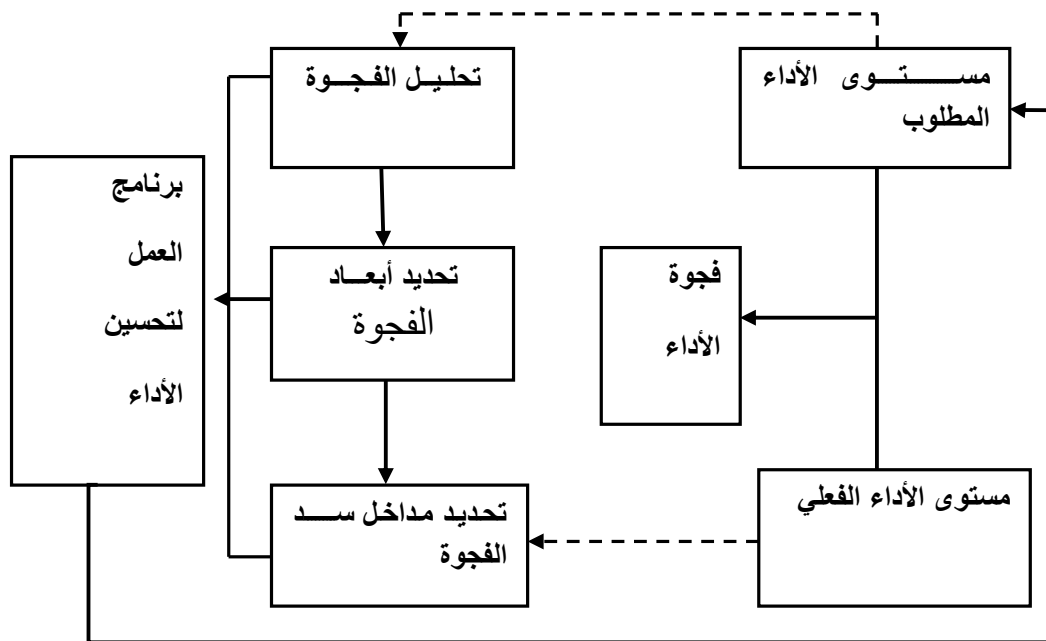 مستوى الأداء
المطلوب
تحليل الفجوة
برنامج
العمل
لتحسين
الأداء
فجوة
الأداء
تحديد أبعاد
الفجوة
مستوى الأداء الفعلي
تحديد مداخل سد
الفجوة